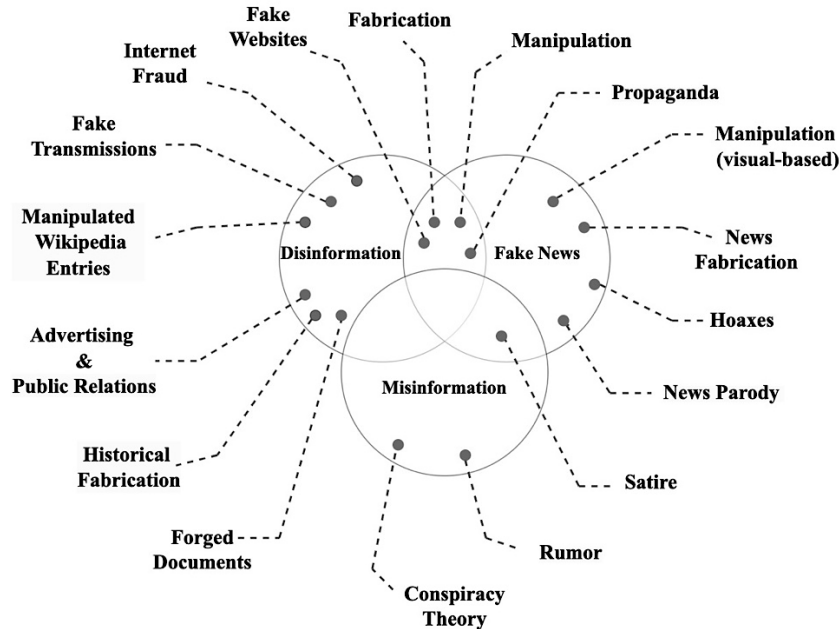 Fake
Websites
Fabrication
Manipulation
Internet
Fraud
Propaganda
Fake
Transmissions
Manipulation
(visual-based)
Manipulated
Wikipedia
Entries
Disinformation
Fake News
News
Fabrication
Hoaxes
Advertising
&
Public Relations
Misinformation
News Parody
Historical
Fabrication
Satire
Forged
Documents
Rumor
Conspiracy
Theory